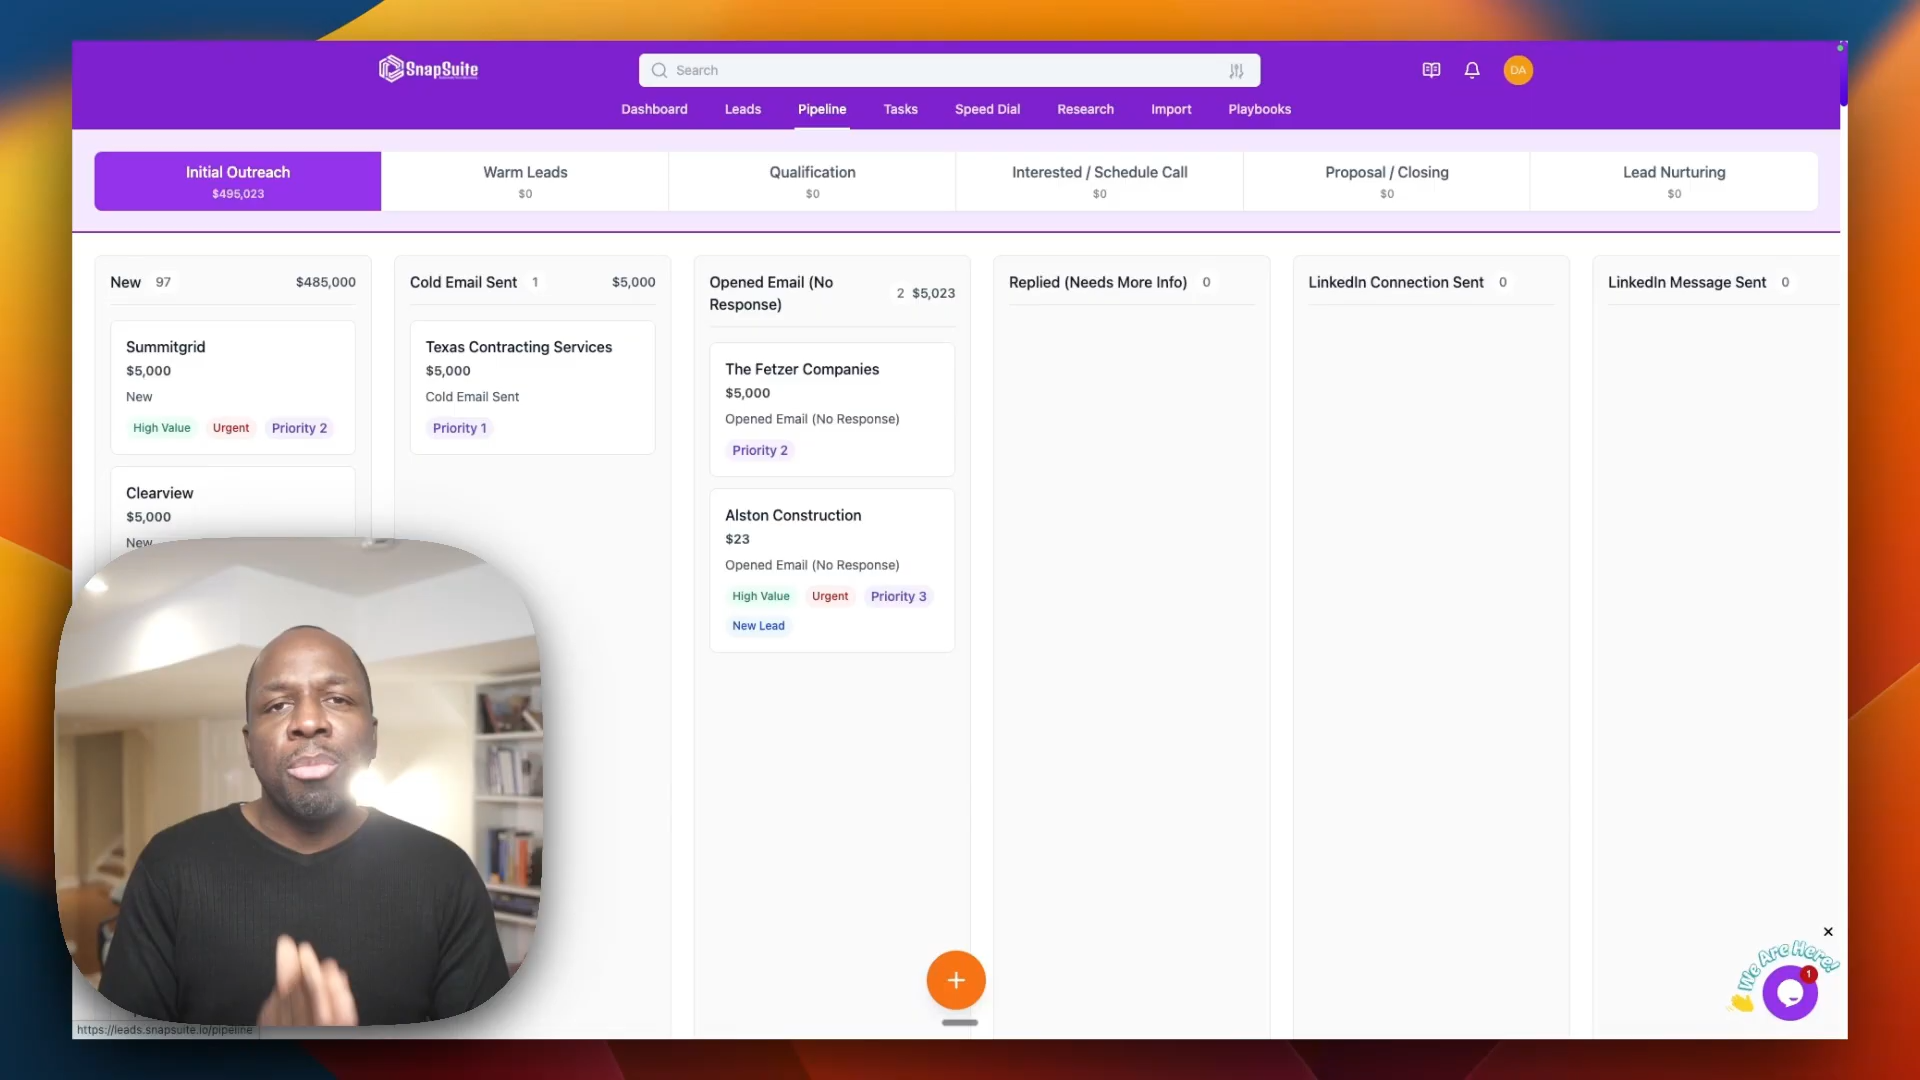 SnapSuite
Search
DA
Dashboard
Leads
Pipeline
Tasks
Speed Dial
Research
Import
Playbooks
Initial Outreach
$495,023
Warm Leads
$0
Qualification
$0
Interested / Schedule Call
$0
Proposal / Closing
$0
Lead Nurturing
$0
New 97 $485,000
Summitgrid
$5,000
New
High Value Urgent Priority 2
Clearview
$5,000
New
Cold Email Sent 1 $5,000
Texas Contracting Services
$5,000
Cold Email Sent
Priority 1
Opened Email (No
Response)
2 $5,023
The Fetzer Companies
$5,000
Opened Email (No Response)
Priority 2
Alston Construction
$23
Opened Email (No Response)
High Value Urgent Priority 3
New Lead
Replied (Needs More Info) 0
LinkedIn Connection Sent 0
LinkedIn Message Sent 0
We Are Here!
1
https://leads.snapsuite.io/pipeline